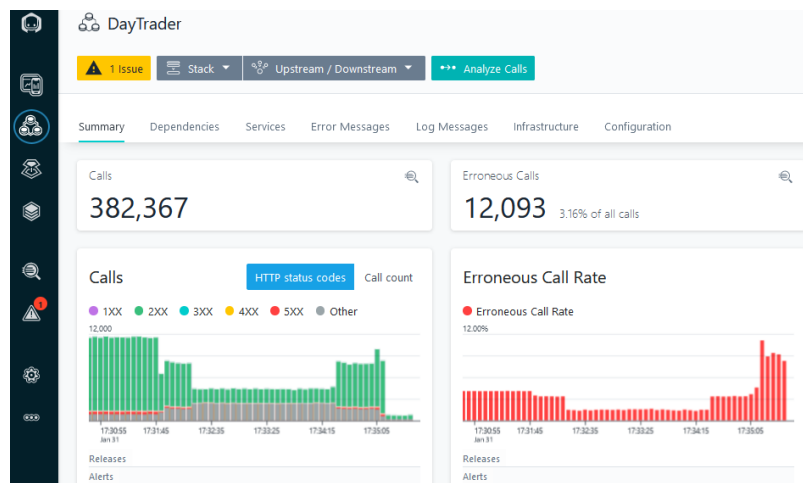 DayTrader
1 Issue
Stack
Upstream / Downstream
Analyze Calls
Summary
Dependencies
Services
Error Messages
Log Messages
Infrastructure
Configuration
Calls
382,367
Erroneous Calls
12,093 3.16% of all calls
1
Calls
HTTP status codes
Call count
1XX 2XX 3XX 4XX 5XX Other
12,000
17:30:55 17:31:45 17:32:35 17:33:25 17:34:15 17:35:05
Jan 31
Releases
Alerts
Erroneous Call Rate
Erroneous Call Rate
12.00%
17:30:55 17:31:45 17:32:35 17:33:25 17:34:15 17:35:05
Jan 31
Releases
Alerts